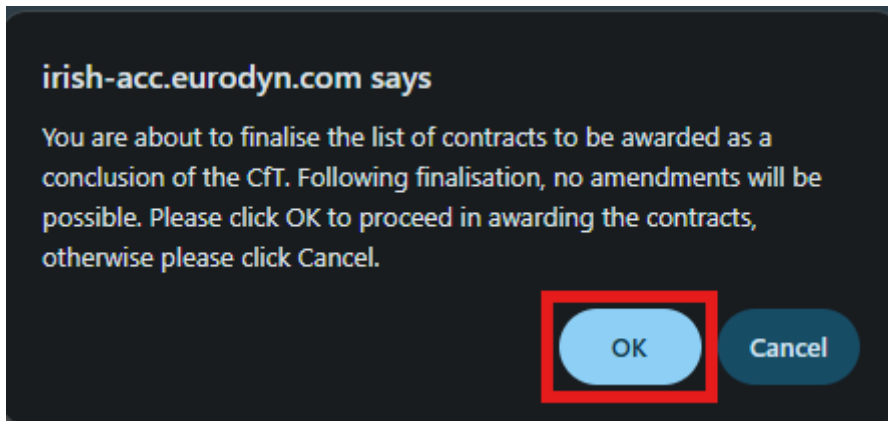 irish-acc.eurodyn.com says
You are about to finalise the list of contracts to be awarded as a
conclusion of the CfT. Following finalisation, no amendments will be
possible. Please click OK to proceed in awarding the contracts,
otherwise please click Cancel.
OK Cancel